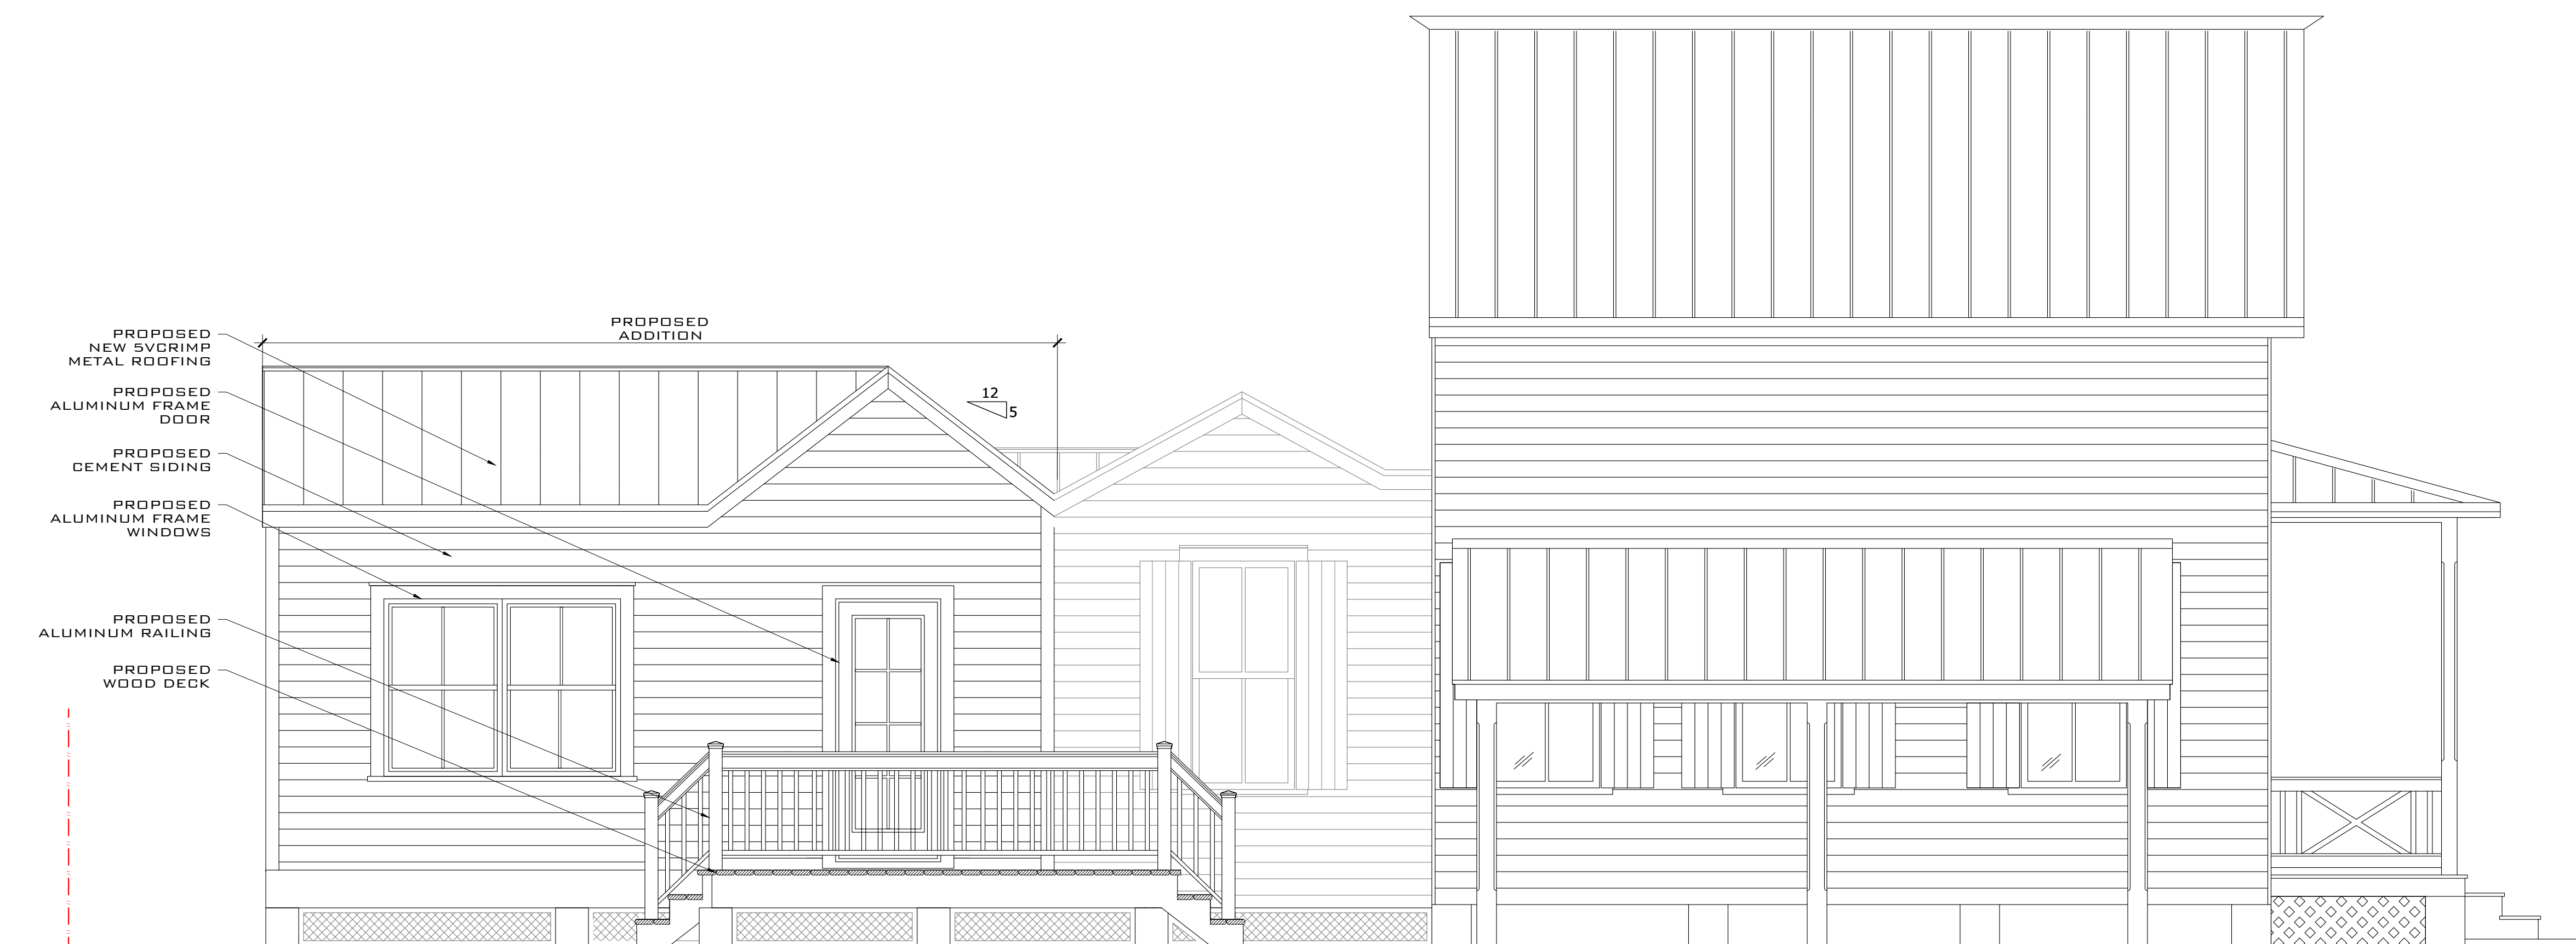 PROPOSED
ADDITION
PROPOSED
NEW 5VCRIMP
METAL ROOFING
PROPOSED
ALUMINUM FRAME
DOOR
12
5
PROPOSED
CEMENT SIDING
PROPOSED
ALUMINUM FRAME
WINDOWS
PROPOSED
ALUMINUM RAILING
PROPOSED
WOOD DECK